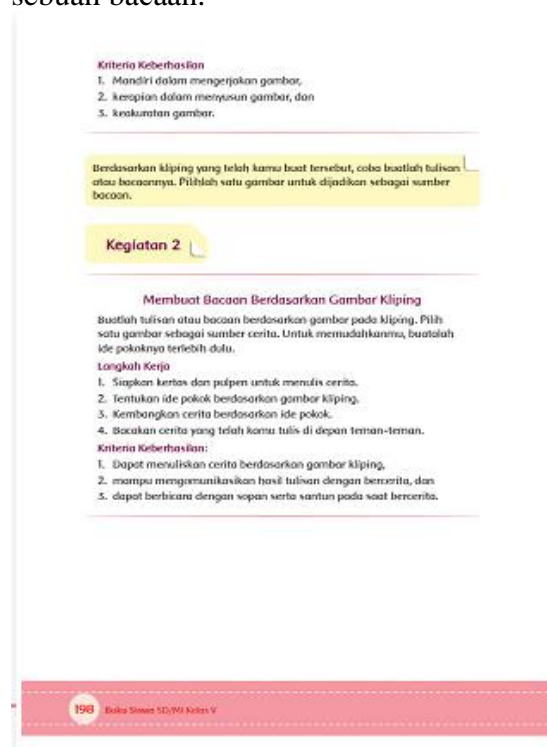 sebuah bacaan.
Kriteria Keberhasilan
1. Mandiri dalam mengerjakan gambar,
2. kerapian dalam menyusun gambar, dan
3. keakuratan gambar.
Berdasarkan kliping yang telah kamu buat tersebut, coba buatlah tulisan
atau bacaannya. Pilihlah satu gambar untuk dijadikan sebagai sumber
bacaan.
Kegiatan 2
Membuat Bacaan Berdasarkan Gambar Kliping
Buatlah tulisan atau bacaan berdasarkan gambar pada kliping. Pilih
satu gambar sebagai sumber cerita. Untuk memudahkanmu, buatalah
ide pokoknya terlebih dulu.
Langkah Kerja
1. Siapkan kertas dan pulpen untuk menulis cerita.
2. Tentukan ide pokok berdasarkan gambar kliping.
3. Kembangkan cerita berdasarkan ide pokok.
4. Bacakan cerita yang telah kamu tulis di depan teman-teman.
Kriteria Keberhasilan:
1. Dapat menuliskan cerita berdasarkan gambar kliping,
2. mampu mengomunikasikan hasil tulisan dengan bercerita, dan
3. dapat berbicara dengan sopan serta santun pada saat bercerita.
198 Buku Siswa SD/MI Kelas V